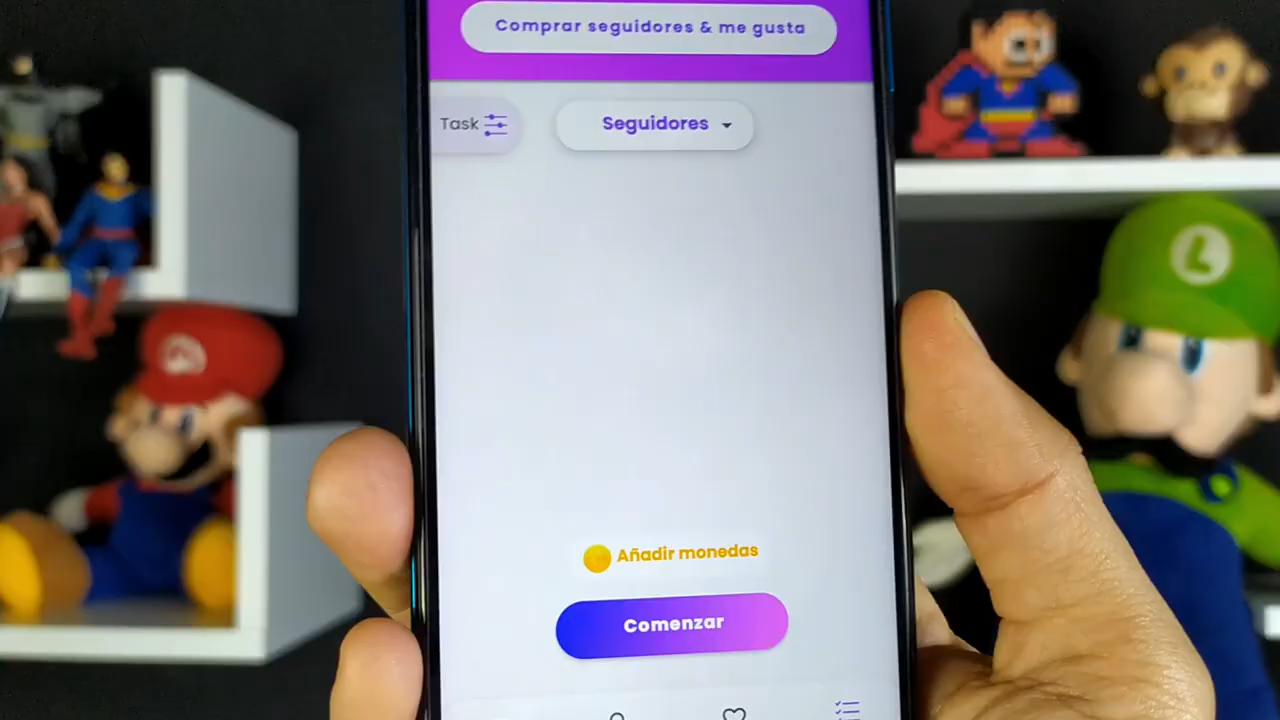 Comprar seguidores & me gusta
Task
Seguidores
Añadir monedas
Comenzar
L